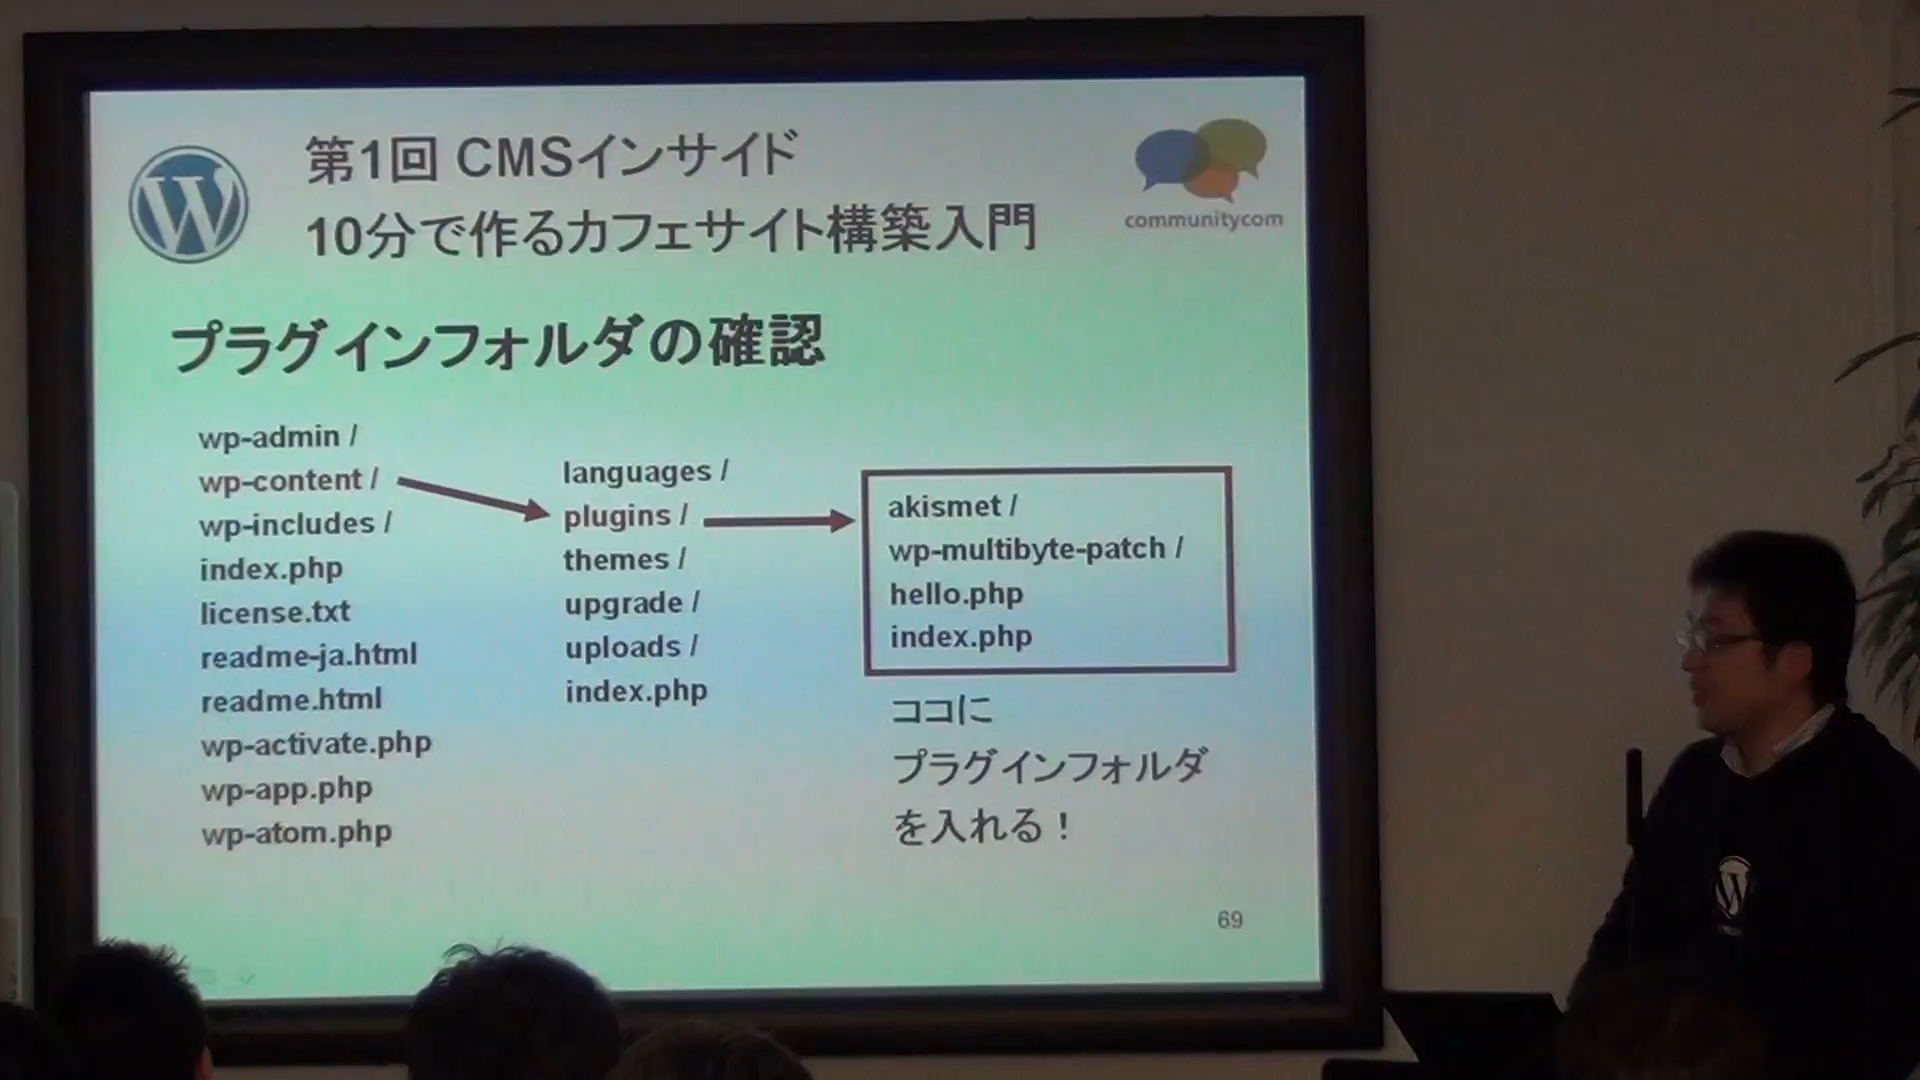 第1回 CMSインサイド
10分で作るカフェサイト構築入門
communitycom
プラグインフォルダの確認
wp-admin /
wp-content /
wp-includes /
index.php
license.txt
readme-ja.html
readme.html
wp-activate.php
wp-app.php
wp-atom.php
languages /
plugins /
themes /
upgrade /
uploads /
index.php
akismet /
wp-multibyte-patch /
hello.php
index.php
ココに
プラグインフォルダ
を入れる！
69